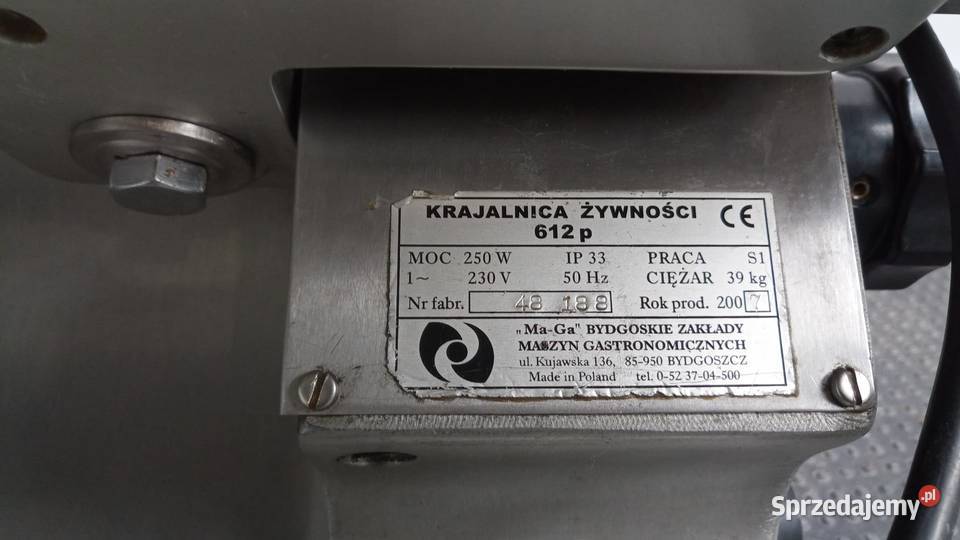 KRAJALNICA ŻYWNOŚCI CE
612 p
MOC 250 W IP 33 PRACA S1
1~ 230 V 50 Hz CIĘŻAR 39 kg
Nr fabr. 48 188 Rok prod. 2007
„Ma-Ga" BYDGOSKIE ZAKŁADY
MASZYN GASTRONOMICZNYCH
ul. Kujawska 136, 85-950 BYDGOSZCZ
Made in Poland tel. 0-52 37-04-500
Sprzedajemy.pl